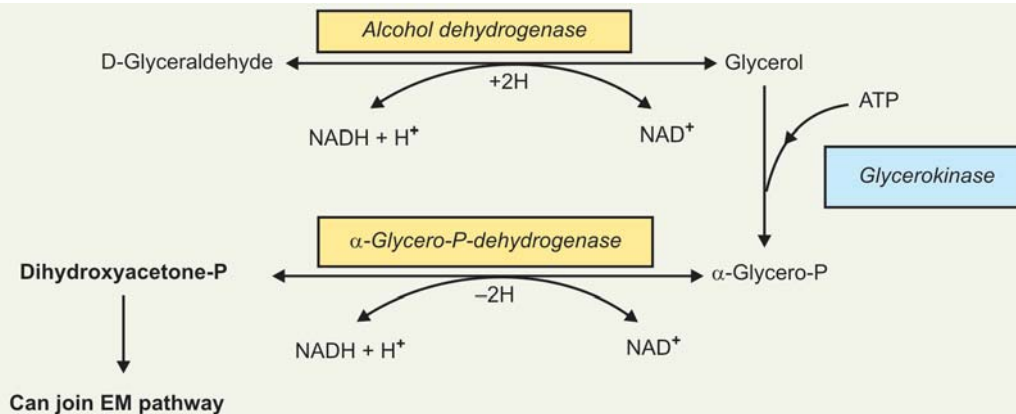 Alcohol dehydrogenase
D-Glyceraldehyde
Glycerol
+2H
NADH + H+
NAD+
ATP
Glycerokinase
α-Glycero-P-dehydrogenase
Dihydroxyacetone-P
α-Glycero-P
–2H
NADH + H+
NAD+
Can join EM pathway